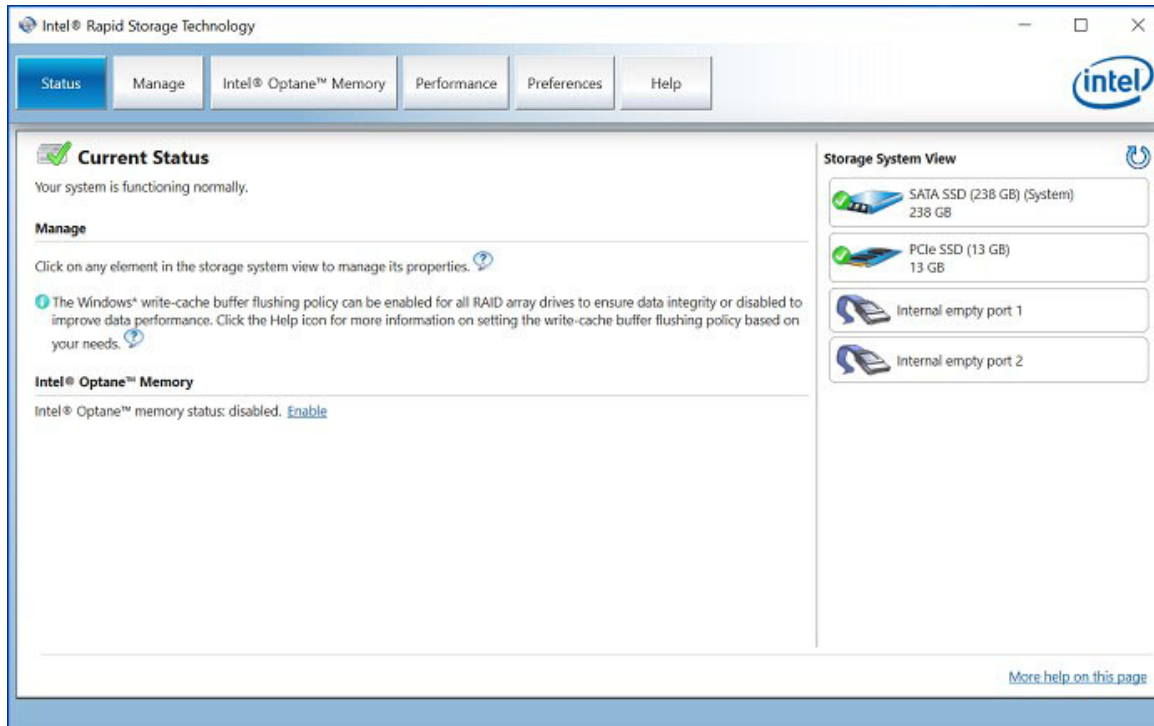 Intel® Rapid Storage Technology
Status
Manage
Intel® Optane™ Memory
Performance
Preferences
Help
intel
Current Status
Your system is functioning normally.
Manage
Click on any element in the storage system view to manage its properties.
The Windows* write-cache buffer flushing policy can be enabled for all RAID array drives to ensure data integrity or disabled to
improve data performance. Click the Help icon for more information on setting the write-cache buffer flushing policy based on
your needs.
Intel® Optane™ Memory
Intel® Optane™ memory status: disabled. Enable
Storage System View
SATA SSD (238 GB) (System)
238 GB
PCIe SSD (13 GB)
13 GB
Internal empty port 1
Internal empty port 2
More help on this page